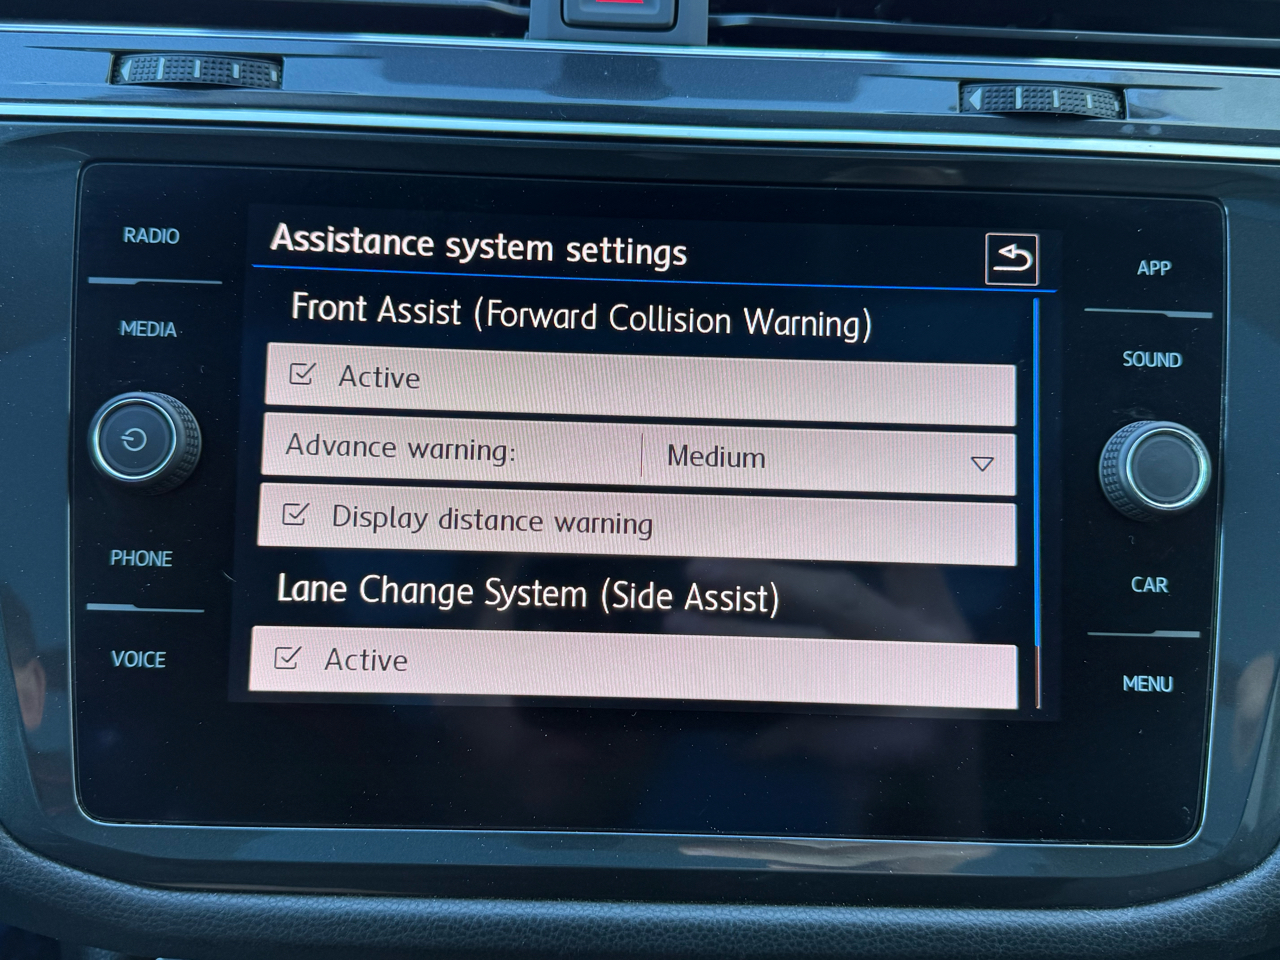 RADIO
MEDIA
PHONE
VOICE
Assistance system settings
Front Assist (Forward Collision Warning)
Active
Advance warning: Medium
Display distance warning
Lane Change System (Side Assist)
Active
APP
SOUND
CAR
MENU